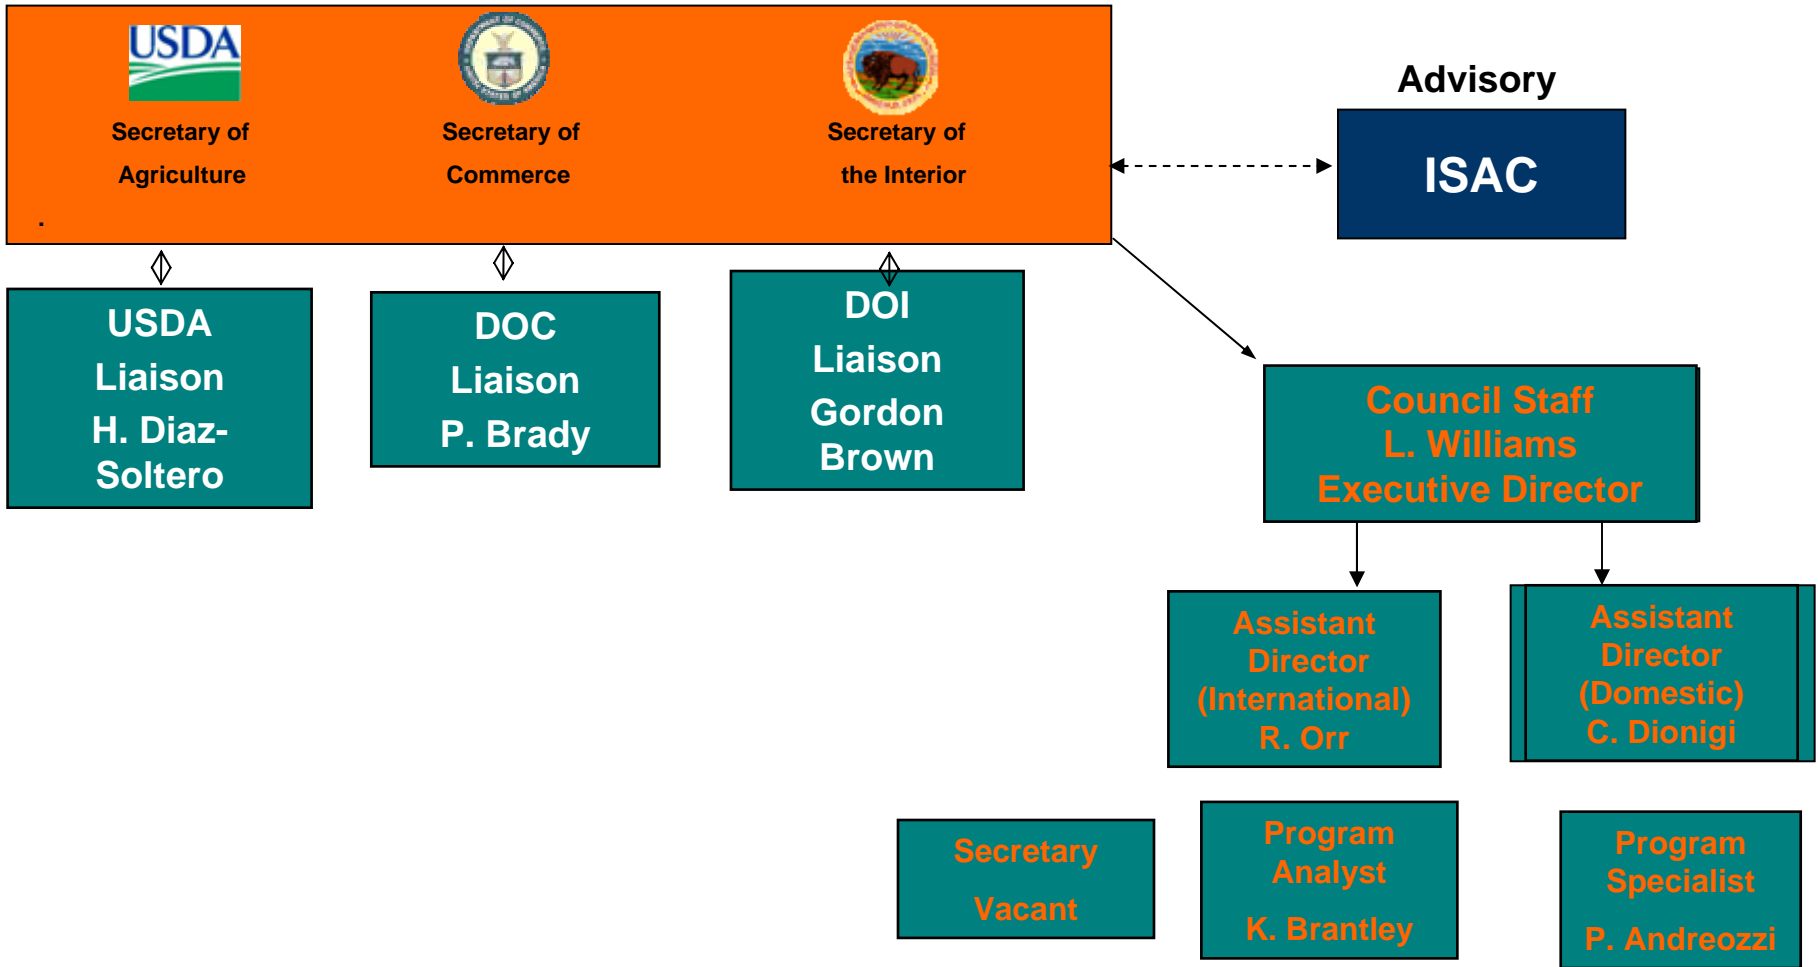 USDA
Secretary of
Agriculture
.
Secretary of
Commerce
Secretary of
the Interior
Advisory
ISAC
USDA
Liaison
H. Diaz-
Soltero
DOC
Liaison
P. Brady
DOI
Liaison
Gordon
Brown
Council Staff
L. Williams
Executive Director
Assistant
Director
(International)
R. Orr
Assistant
Director
(Domestic)
C. Dionigi
Secretary
Vacant
Program
Analyst
K. Brantley
Program
Specialist
P. Andreozzi